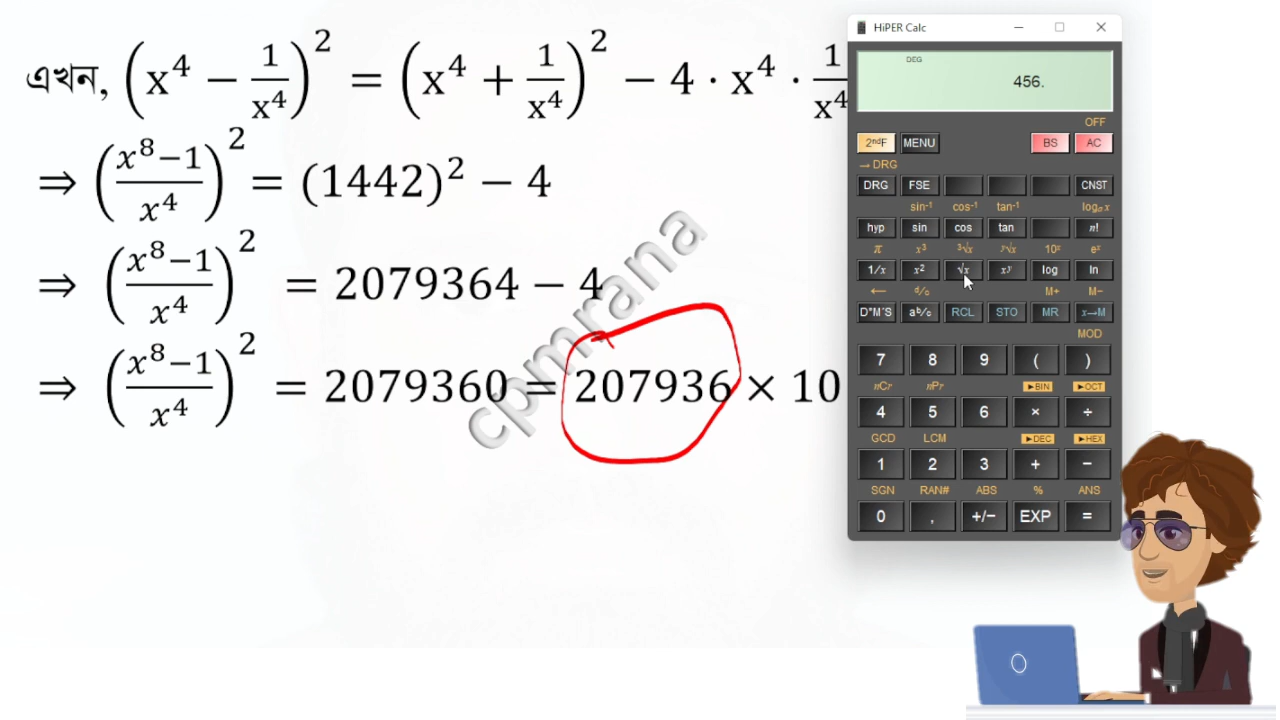 এখন, (x⁴ − 1/x⁴)² = (x⁴ + 1/x⁴)² − 4 · x⁴ · 1/x⁴
⇒ ((x⁸−1)/x⁴)² = (1442)² − 4
⇒ ((x⁸−1)/x⁴)² = 2079364 − 4
⇒ ((x⁸−1)/x⁴)² = 2079360 = 207936 × 10
cpmrana
HiPER Calc
DEG
456.
OFF
2ndF MENU BS AC
→ DRG
DRG FSE CNST
sin⁻¹ cos⁻¹ tan⁻¹ logₐx
hyp sin cos tan n!
π x³ ³√x ʸ√x 10ˣ eˣ
1/x x² √x xʸ log ln
← d/c M+ M−
D°M'S aᵇ/c RCL STO MR x→M
MOD
7 8 9 ( )
nCr nPr ►BIN ►OCT
4 5 6 × ÷
GCD LCM ►DEC ►HEX
1 2 3 + −
SGN RAN# ABS % ANS
0 , +/− EXP =